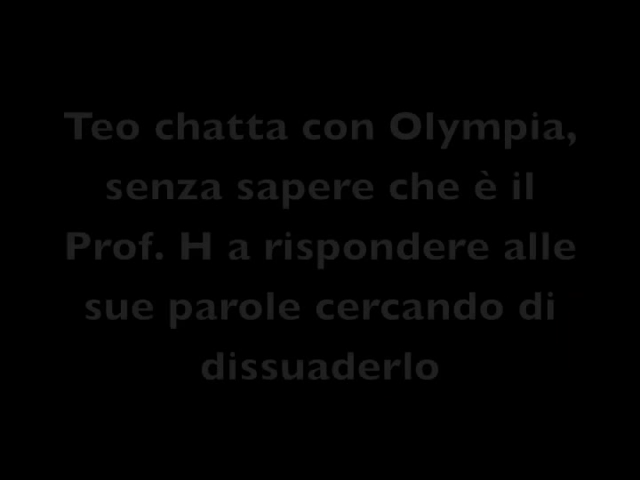 Teo chatta con Olympia,
senza sapere che è il
Prof. H a rispondere alle
sue parole cercando di
dissuaderlo